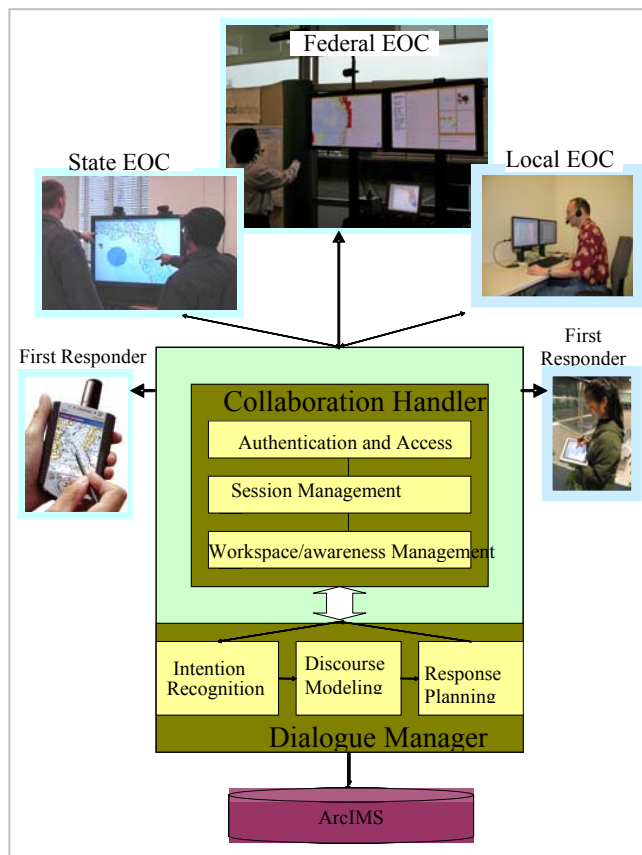 Federal EOC
State EOC
Local EOC
First Responder
First
Responder
Collaboration Handler
Authentication and Access
Session Management
Workspace/awareness Management
Intention
Recognition
Discourse
Modeling
Response
Planning
Dialogue Manager
ArcIMS